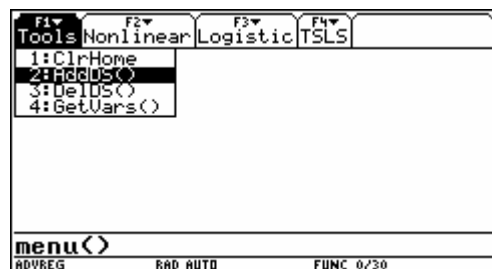 F1▼ F2▼ F3▼ F4▼
Tools Nonlinear Logistic TSLS
1:ClrHome
2:AddDS()
3:DelDS()
4:GetVars()
menu()
ADVREG RAD AUTO FUNC 0/30